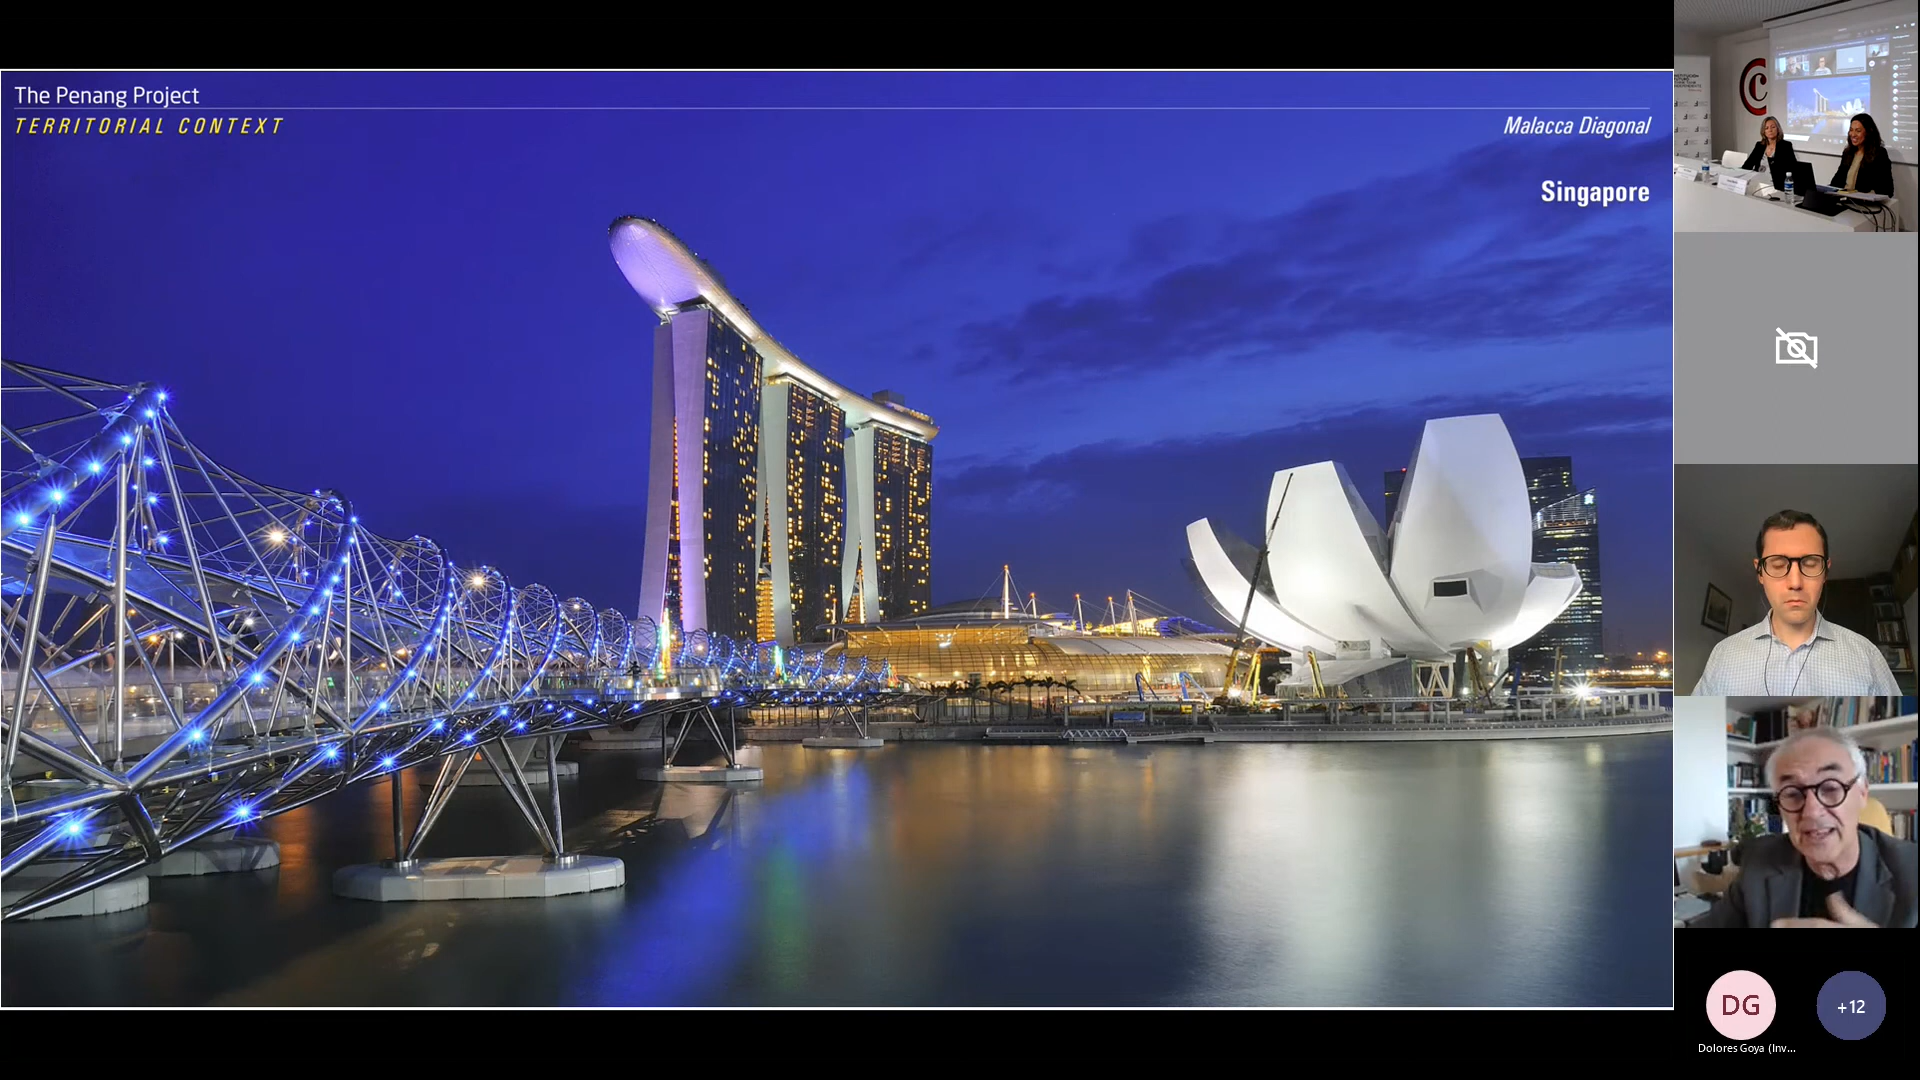 The Penang Project
TERRITORIAL CONTEXT
Malacca Diagonal
Singapore
DG
+12
Dolores Goya (Inv...